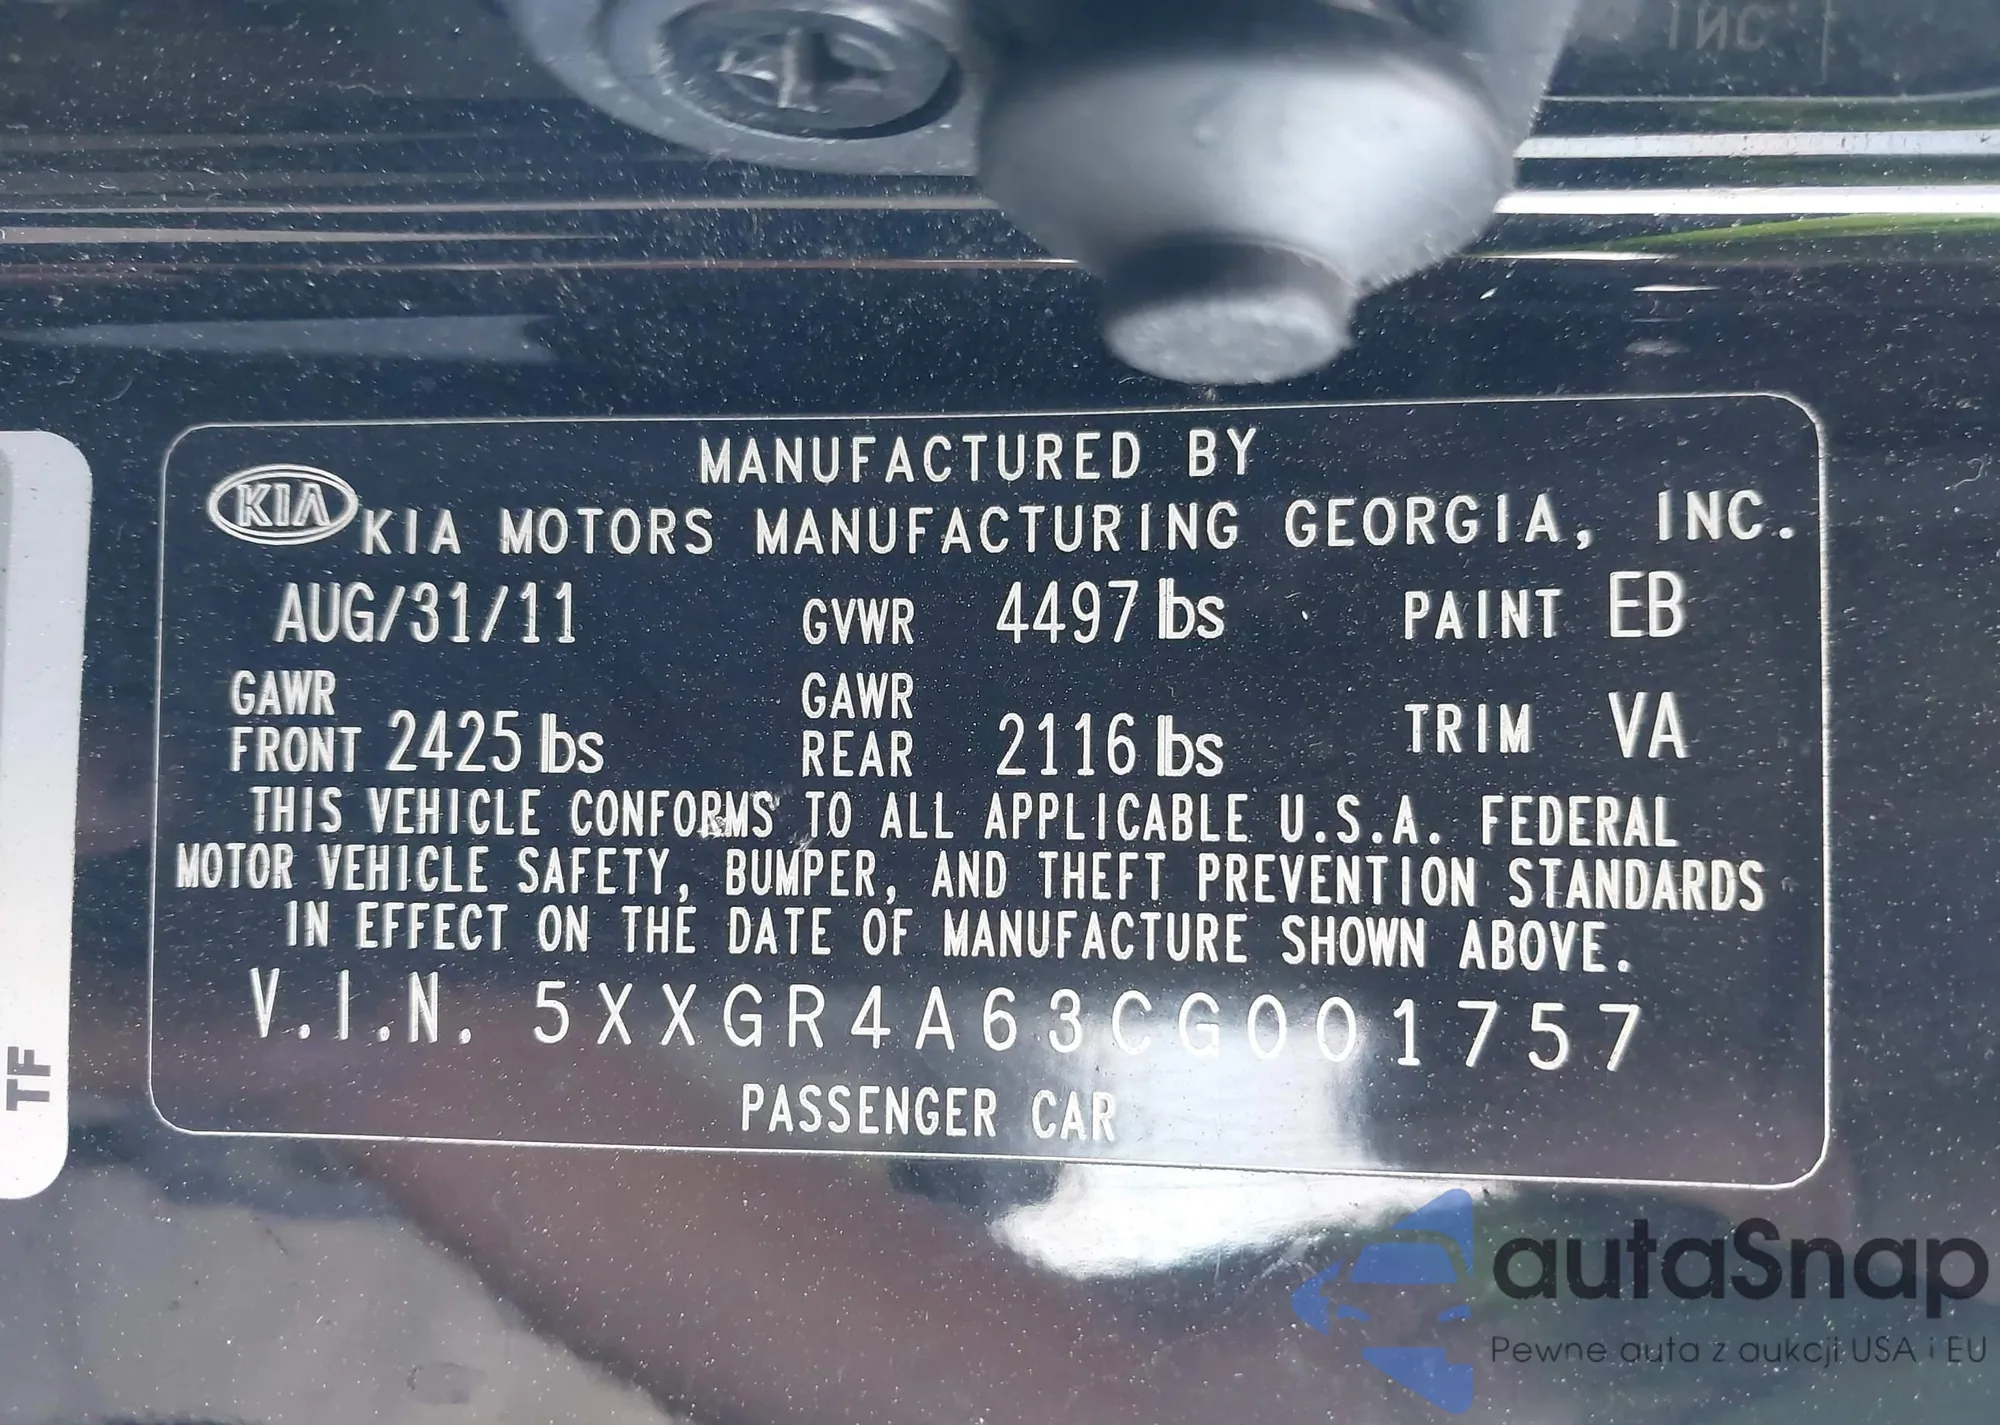 INC.
MANUFACTURED BY
KIA KIA MOTORS MANUFACTURING GEORGIA, INC.
AUG/31/11 GVWR 4497 lbs PAINT EB
GAWR FRONT 2425 lbs GAWR REAR 2116 lbs TRIM VA
THIS VEHICLE CONFORMS TO ALL APPLICABLE U.S.A. FEDERAL
MOTOR VEHICLE SAFETY, BUMPER, AND THEFT PREVENTION STANDARDS
IN EFFECT ON THE DATE OF MANUFACTURE SHOWN ABOVE.
V.I.N. 5XXGR4A63CG001757
PASSENGER CAR
TF
autaSnap
Pewne auta z aukcji USA i EU